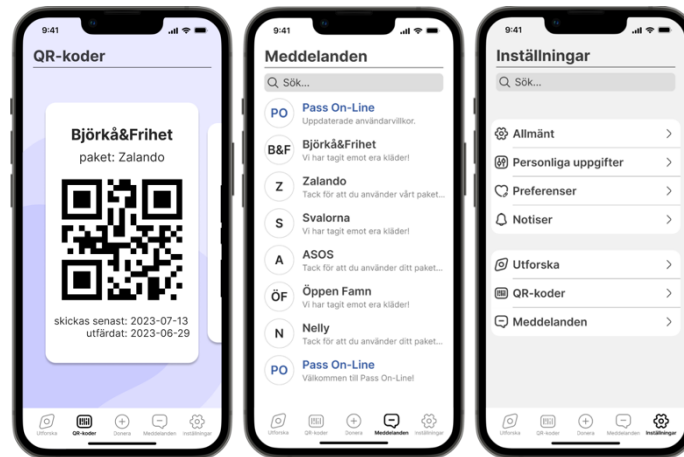 9:41
QR-koder
Björkå&Frihet
paket: Zalando
skickas senast: 2023-07-13
utfärdat: 2023-06-29
Utforska
QR-koder
Donera
Meddelanden
Inställningar
9:41
Meddelanden
Sök...
PO
Pass On-Line
Uppdaterade användarvillkor.
B&F
Björkå&Frihet
Vi har tagit emot era kläder!
Z
Zalando
Tack för att du använder vårt paket...
S
Svalorna
Vi har tagit emot era kläder!
A
ASOS
Tack för att du använder ditt paket...
ÖF
Öppen Famn
Vi har tagit emot era kläder!
N
Nelly
Tack för att du använder ditt paket...
PO
Pass On-Line
Välkommen till Pass On-Line!
Utforska
QR-koder
Donera
Meddelanden
Inställningar
9:41
Inställningar
Sök...
Allmänt
Personliga uppgifter
Preferenser
Notiser
Utforska
QR-koder
Meddelanden
Utforska
QR-koder
Donera
Meddelanden
Inställningar